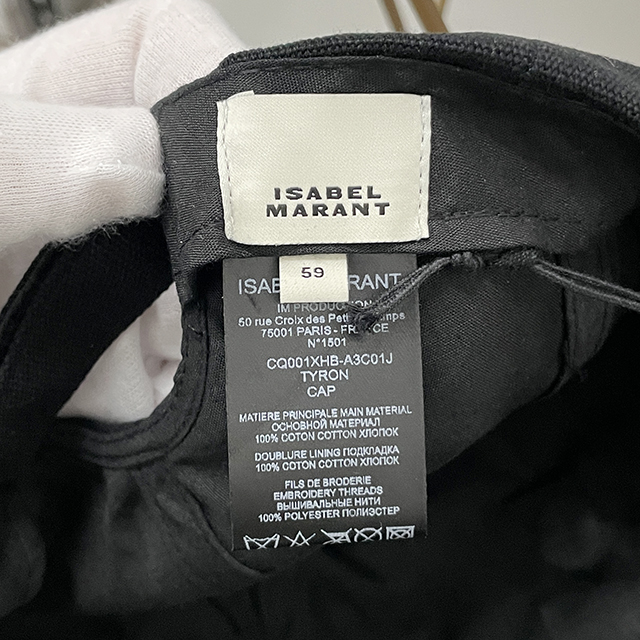 ISABEL
MARANT
59
ISABEL MARANT
IM PRODUCTION
50 rue Croix des Petits
75001 PARIS - FRANCE
N°1501
CQ001XHB-A3C01J
TYRON
CAP
MATIERE PRINCIPALE MAIN MATERIAL
ОСНОВНОЙ МАТЕРИАЛ
100% COTON COTTON ХЛОПОК
DOUBLURE LINING ПОДКЛАДКА
100% COTON COTTON ХЛОПОК
FILS DE BRODERIE
EMBROIDERY THREADS
ВЫШИВАЛЬНЫЕ НИТИ
100% POLYESTER ПОЛИЭСТЕР